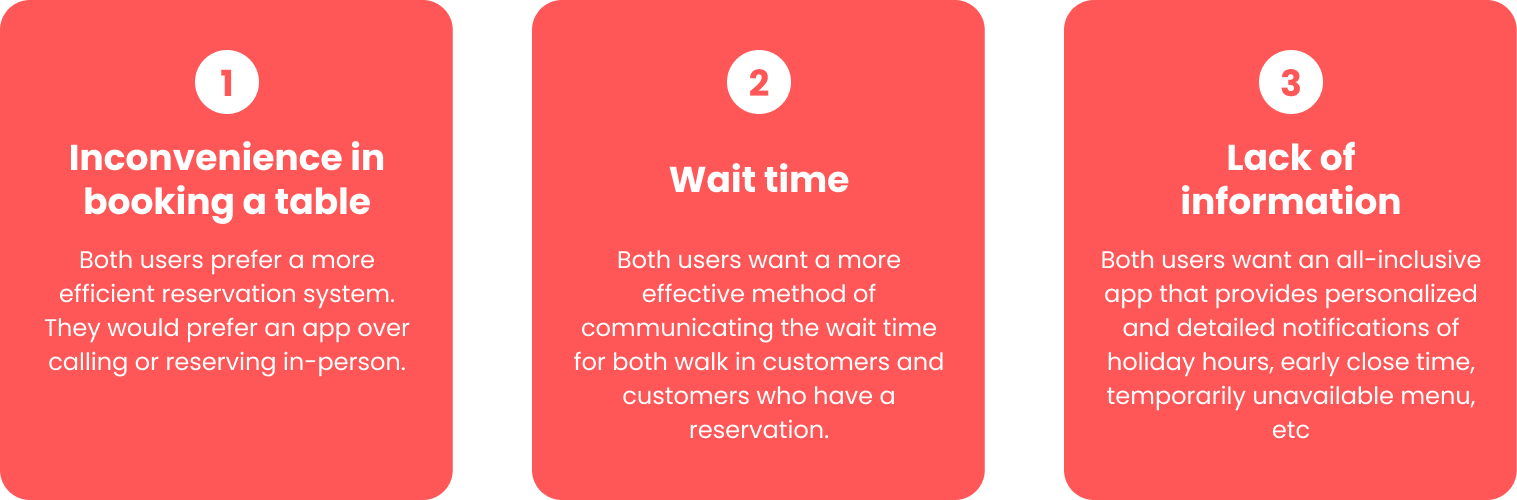 1
Inconvenience in
booking a table
Both users prefer a more
efficient reservation system.
They would prefer an app over
calling or reserving in-person.
2
Wait time
Both users want a more
effective method of
communicating the wait time
for both walk in customers and
customers who have a
reservation.
3
Lack of
information
Both users want an all-inclusive
app that provides personalized
and detailed notifications of
holiday hours, early close time,
temporarily unavailable menu,
etc